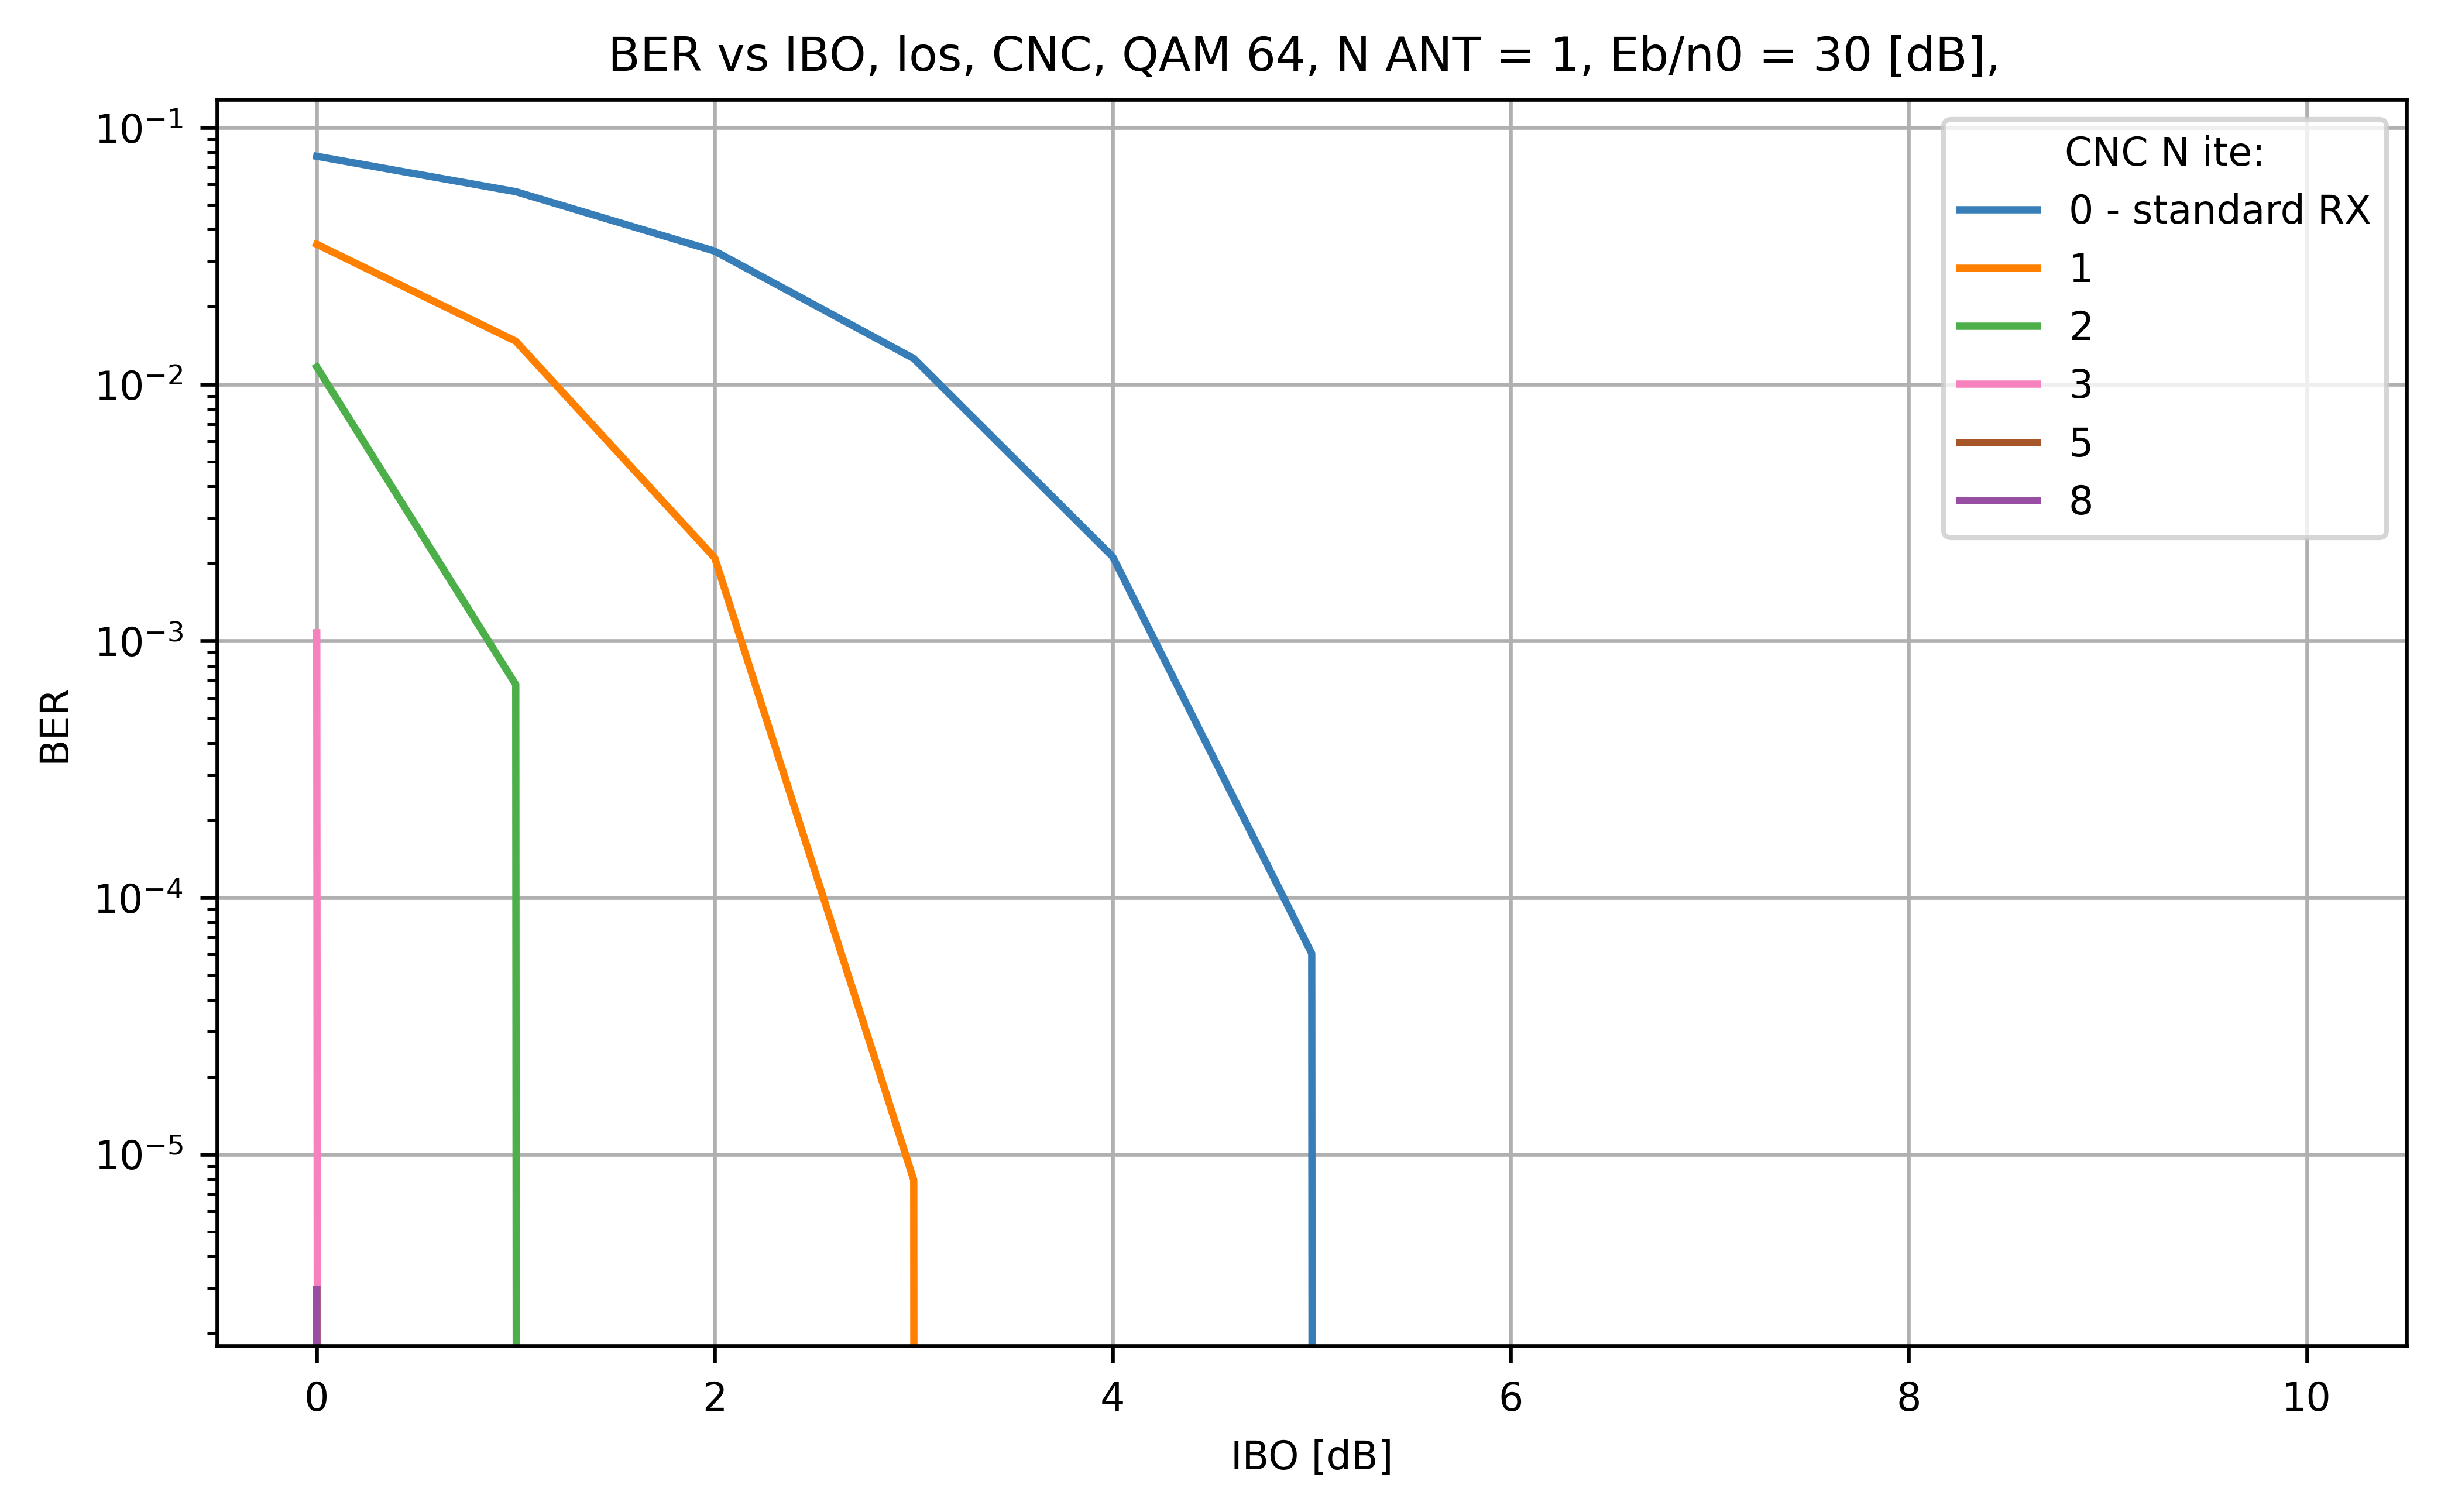 BER vs IBO, los, CNC, QAM 64, N ANT = 1, Eb/n0 = 30 [dB],
CNC N ite:
0 - standard RX
1
2
3
5
8
10⁻¹
10⁻²
10⁻³
10⁻⁴
10⁻⁵
BER
0 2 4 6 8 10
IBO [dB]